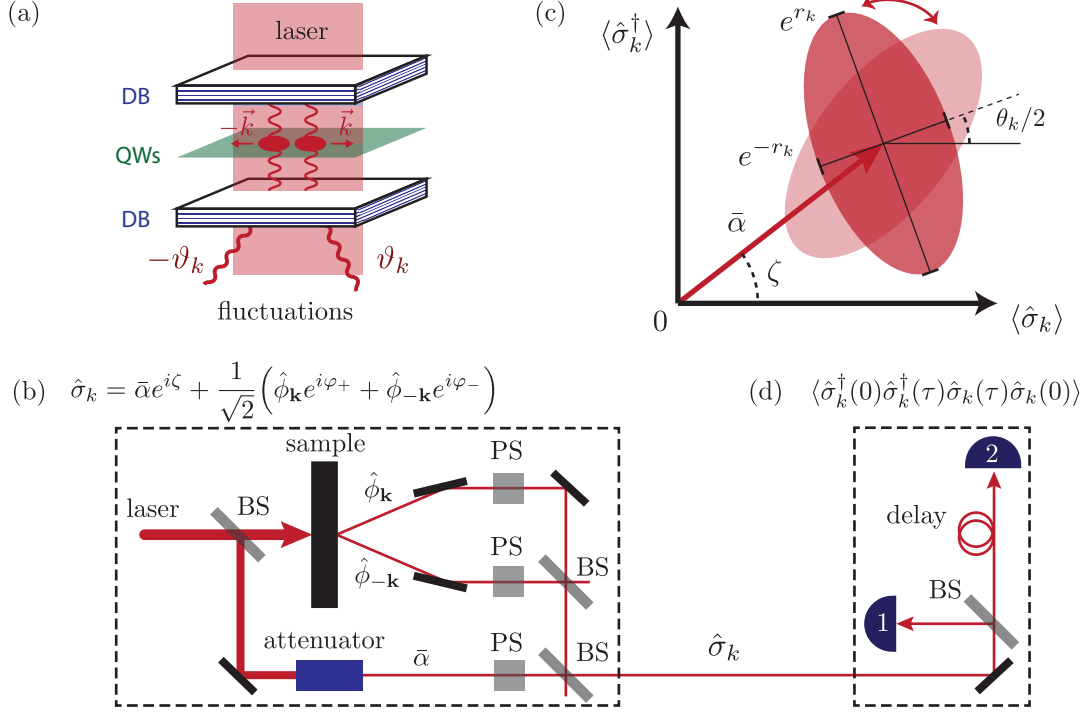 (a)
laser
DB
−k⃗
k⃗
QWs
DB
−ϑ_k
ϑ_k
fluctuations
(c)
⟨σ̂_k^†⟩
e^{r_k}
e^{−r_k}
θ_k/2
ᾱ
ζ
0
⟨σ̂_k⟩
(b) σ̂_k = ᾱe^{iζ} + 1/√2 (ϕ̂_𝐤 e^{iφ_+} + ϕ̂_{−𝐤} e^{iφ_−})
sample
PS
laser
BS
ϕ̂_𝐤
PS
ϕ̂_{−𝐤}
BS
attenuator
ᾱ
PS
BS
σ̂_k
(d) ⟨σ̂_k^†(0)σ̂_k^†(τ)σ̂_k(τ)σ̂_k(0)⟩
2
delay
BS
1